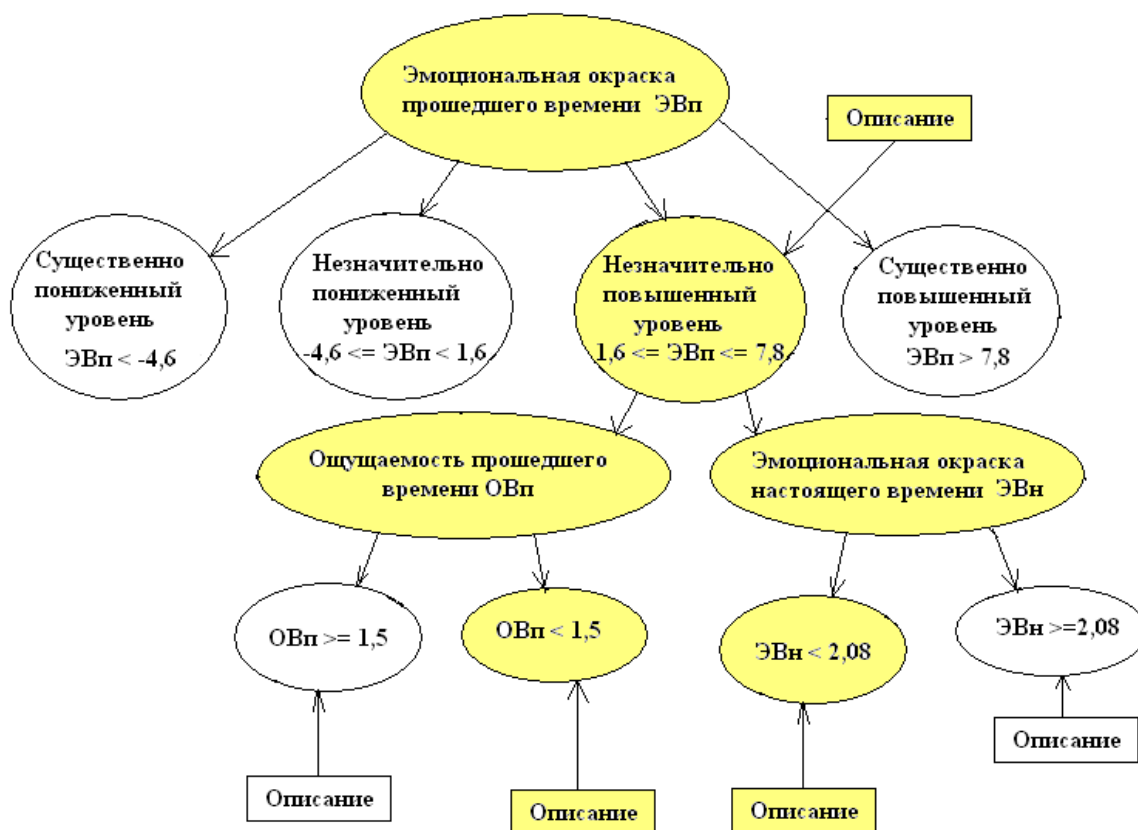 Эмоциональная окраска
прошедшего времени ЭВп
Описание
Существенно
пониженный
уровень
ЭВп < -4,6
Незначительно
пониженный
уровень
-4,6 <= ЭВп < 1,6
Незначительно
повышенный
уровень
1,6 <= ЭВп <= 7,8
Существенно
повышенный
уровень
ЭВп > 7,8
Ощущаемость прошедшего
времени ОВп
Эмоциональная окраска
настоящего времени ЭВн
ОВп >= 1,5
ОВп < 1,5
ЭВн < 2,08
ЭВн >=2,08
Описание
Описание
Описание
Описание